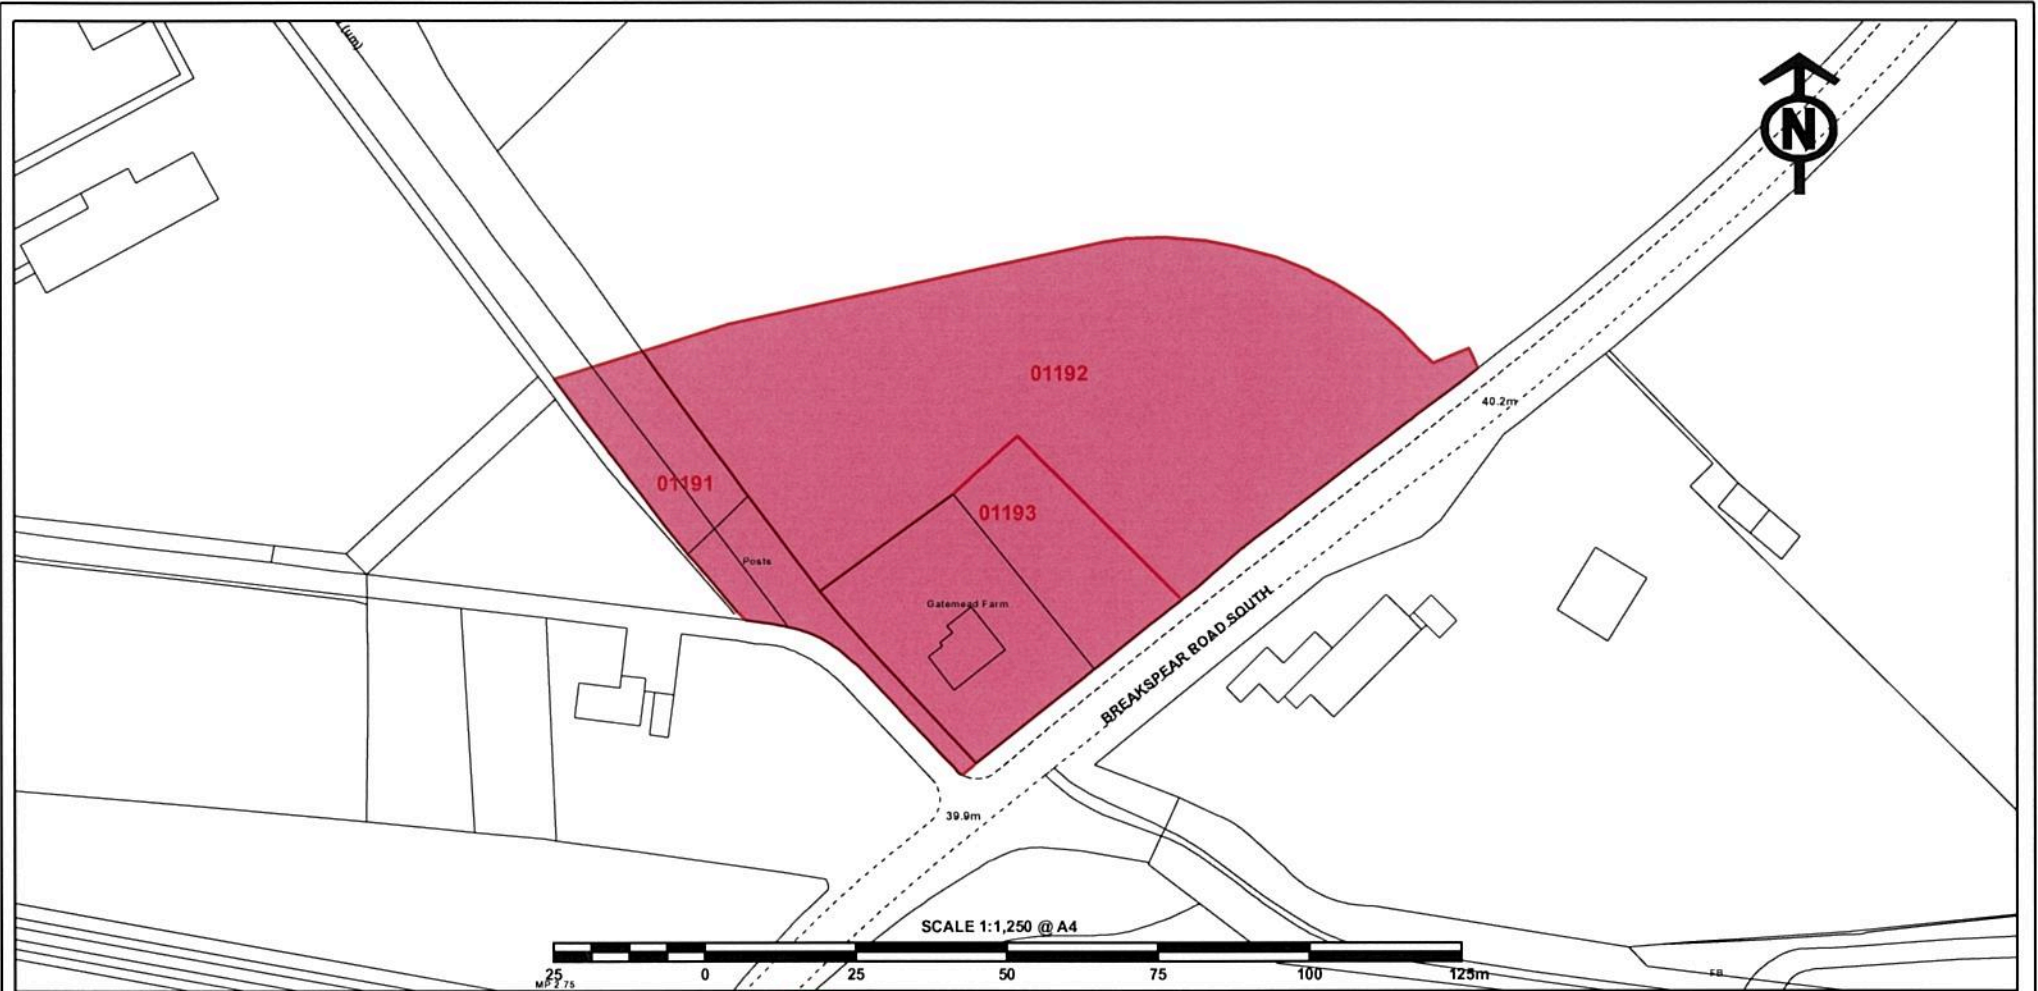 (um)
N
01192
40.2m
01191
01193
Posts
Gatemead Farm
BREAKSPEAR ROAD SOUTH
39.9m
SCALE 1:1,250 @ A4
25 0 25 50 75 100 125m
MP 2.75
FB